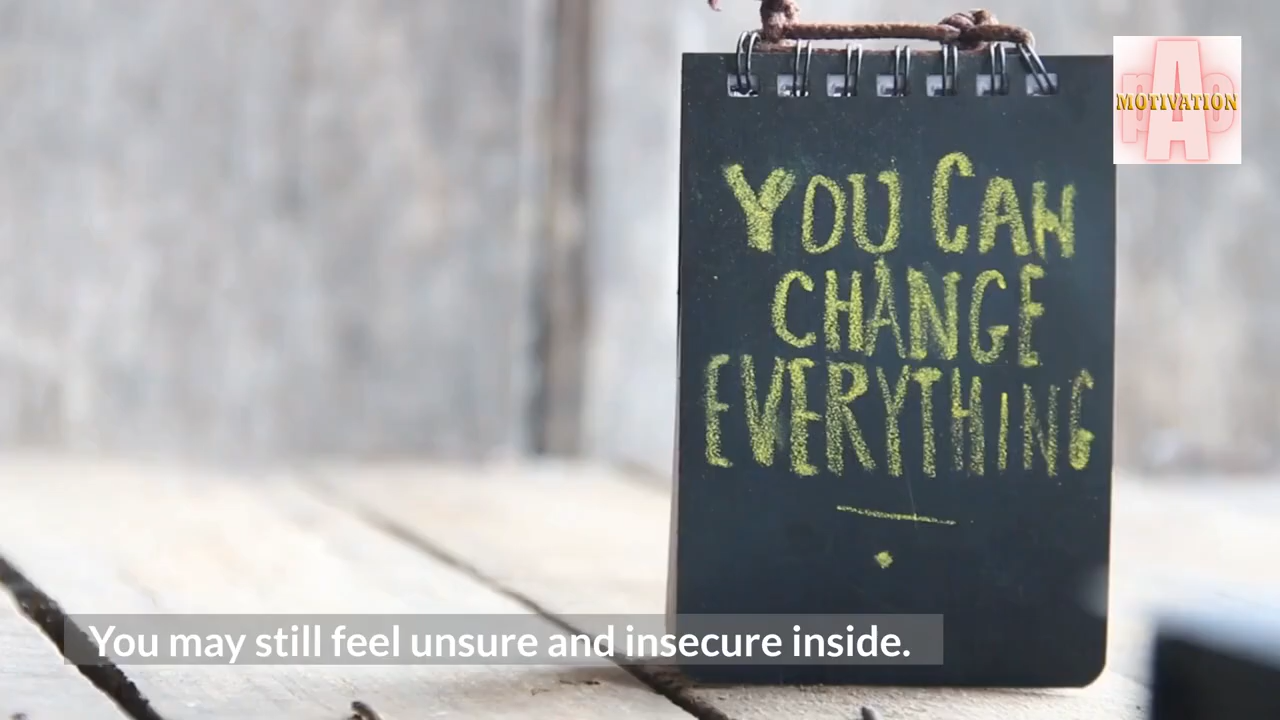 MOTIVATION
YOU CAN
CHANGE
EVERYTHING
You may still feel unsure and insecure inside.